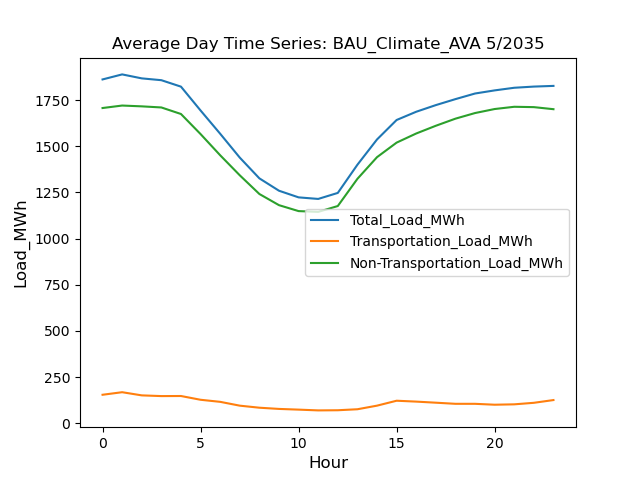 Average Day Time Series: BAU_Climate_AVA 5/2035
Load_MWh
1750
1500
1250
1000
750
500
250
0
Total_Load_MWh
Transportation_Load_MWh
Non-Transportation_Load_MWh
0 5 10 15 20
Hour